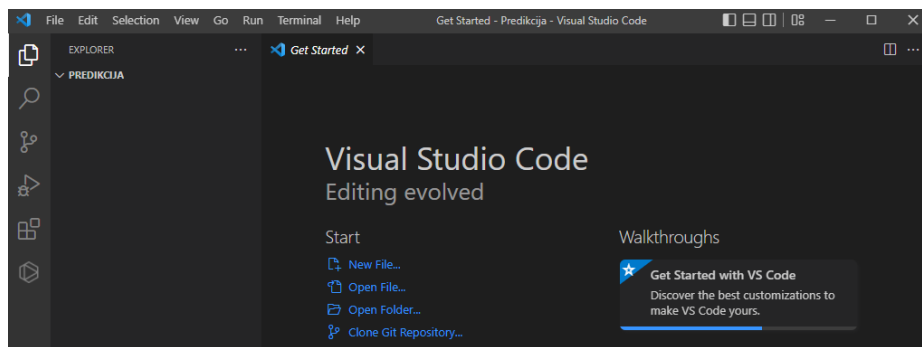 File Edit Selection View Go Run Terminal Help Get Started - Predikcija - Visual Studio Code
EXPLORER
PREDIKCIJA
Get Started
Visual Studio Code
Editing evolved
Start
New File...
Open File...
Open Folder...
Clone Git Repository...
Walkthroughs
Get Started with VS Code
Discover the best customizations to
make VS Code yours.